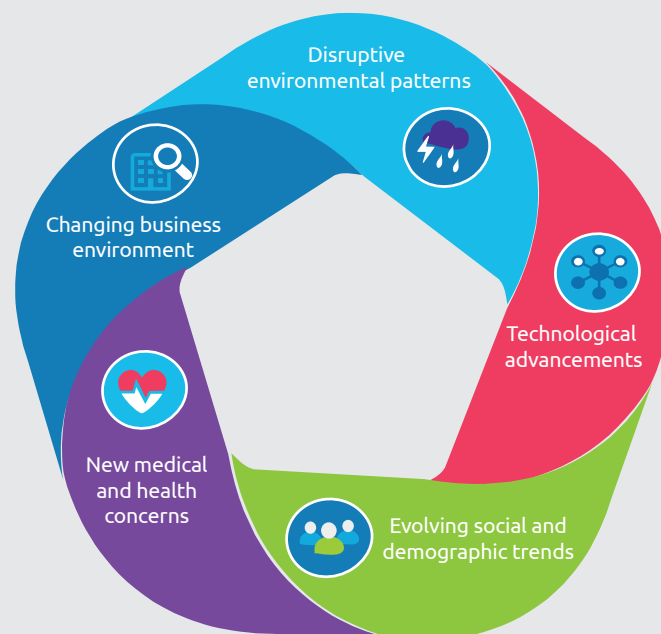 Disruptive
environmental patterns
Changing business
environment
Technological
advancements
New medical
and health
concerns
Evolving social and
demographic trends